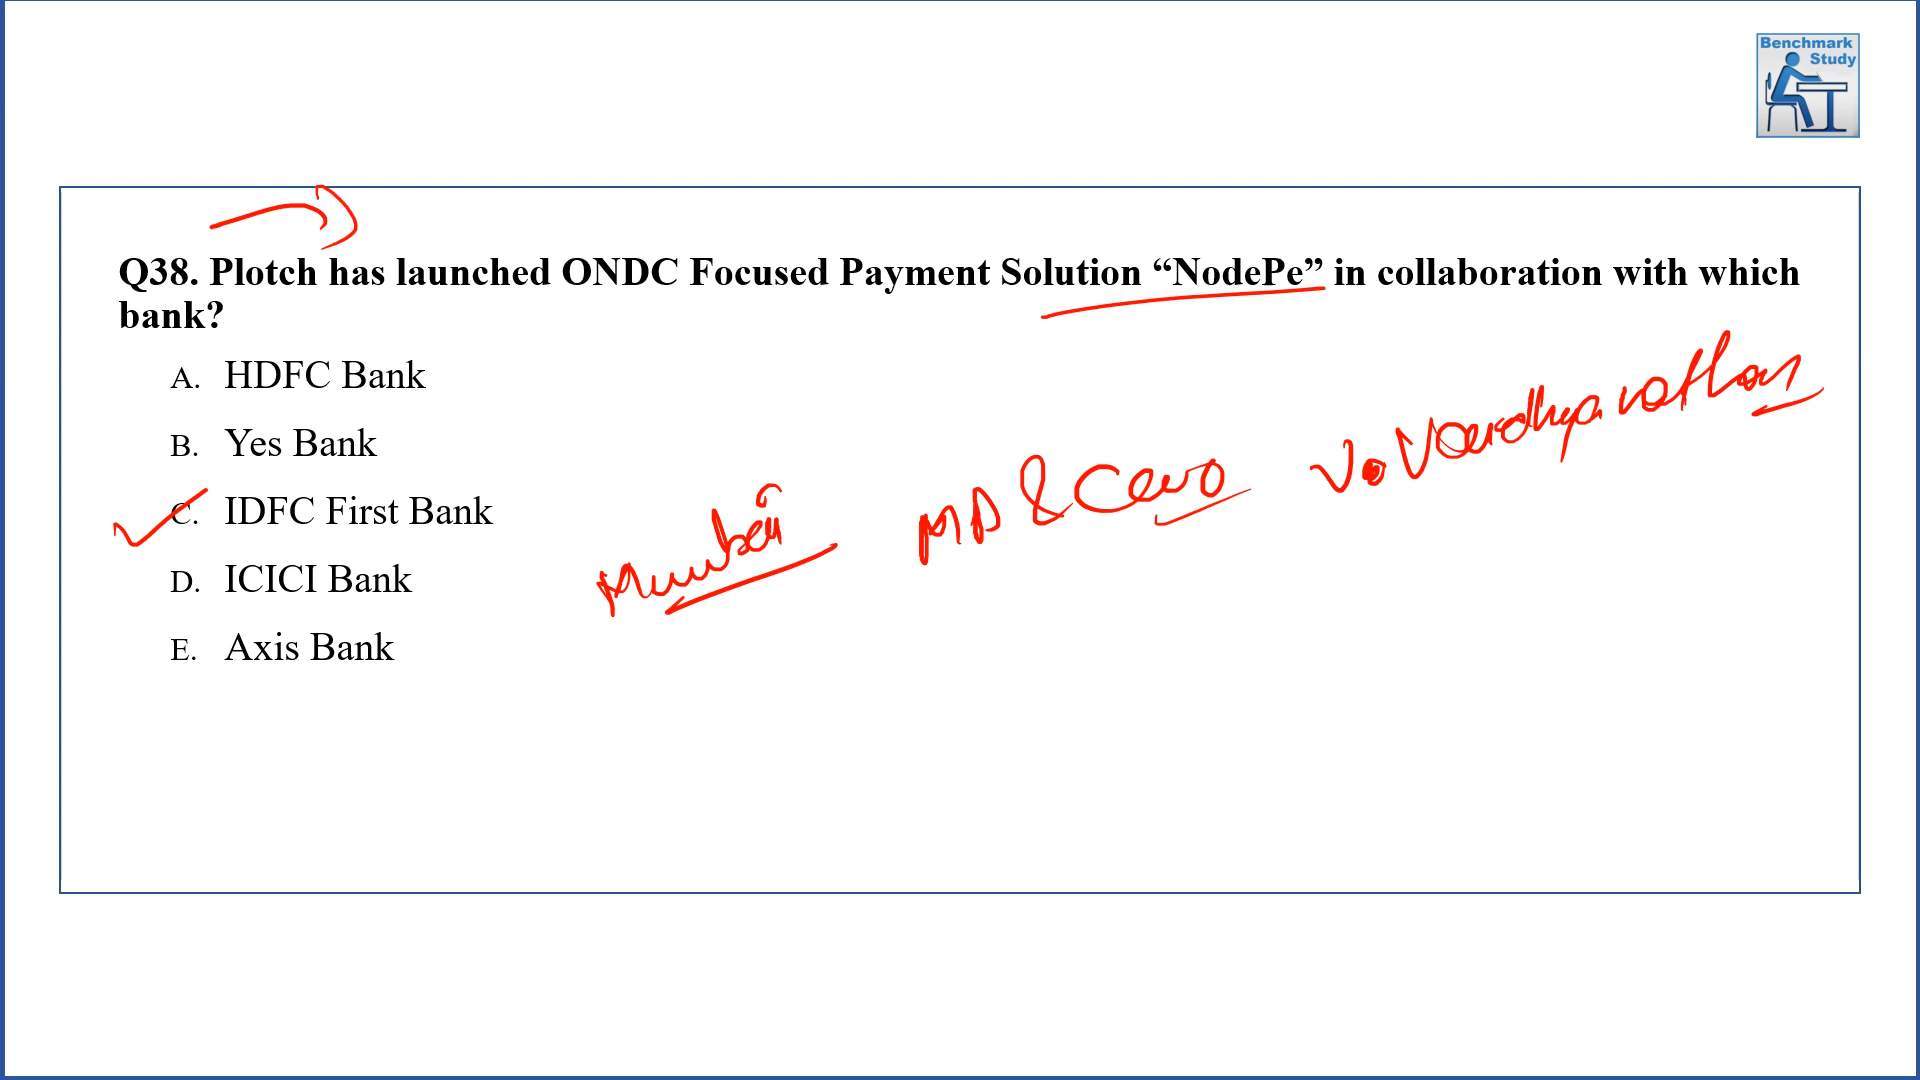 Benchmark
Study
Q38. Plotch has launched ONDC Focused Payment Solution “NodePe” in collaboration with which
bank?
A. HDFC Bank
B. Yes Bank
C. IDFC First Bank
D. ICICI Bank
E. Axis Bank
Mumbai MD &